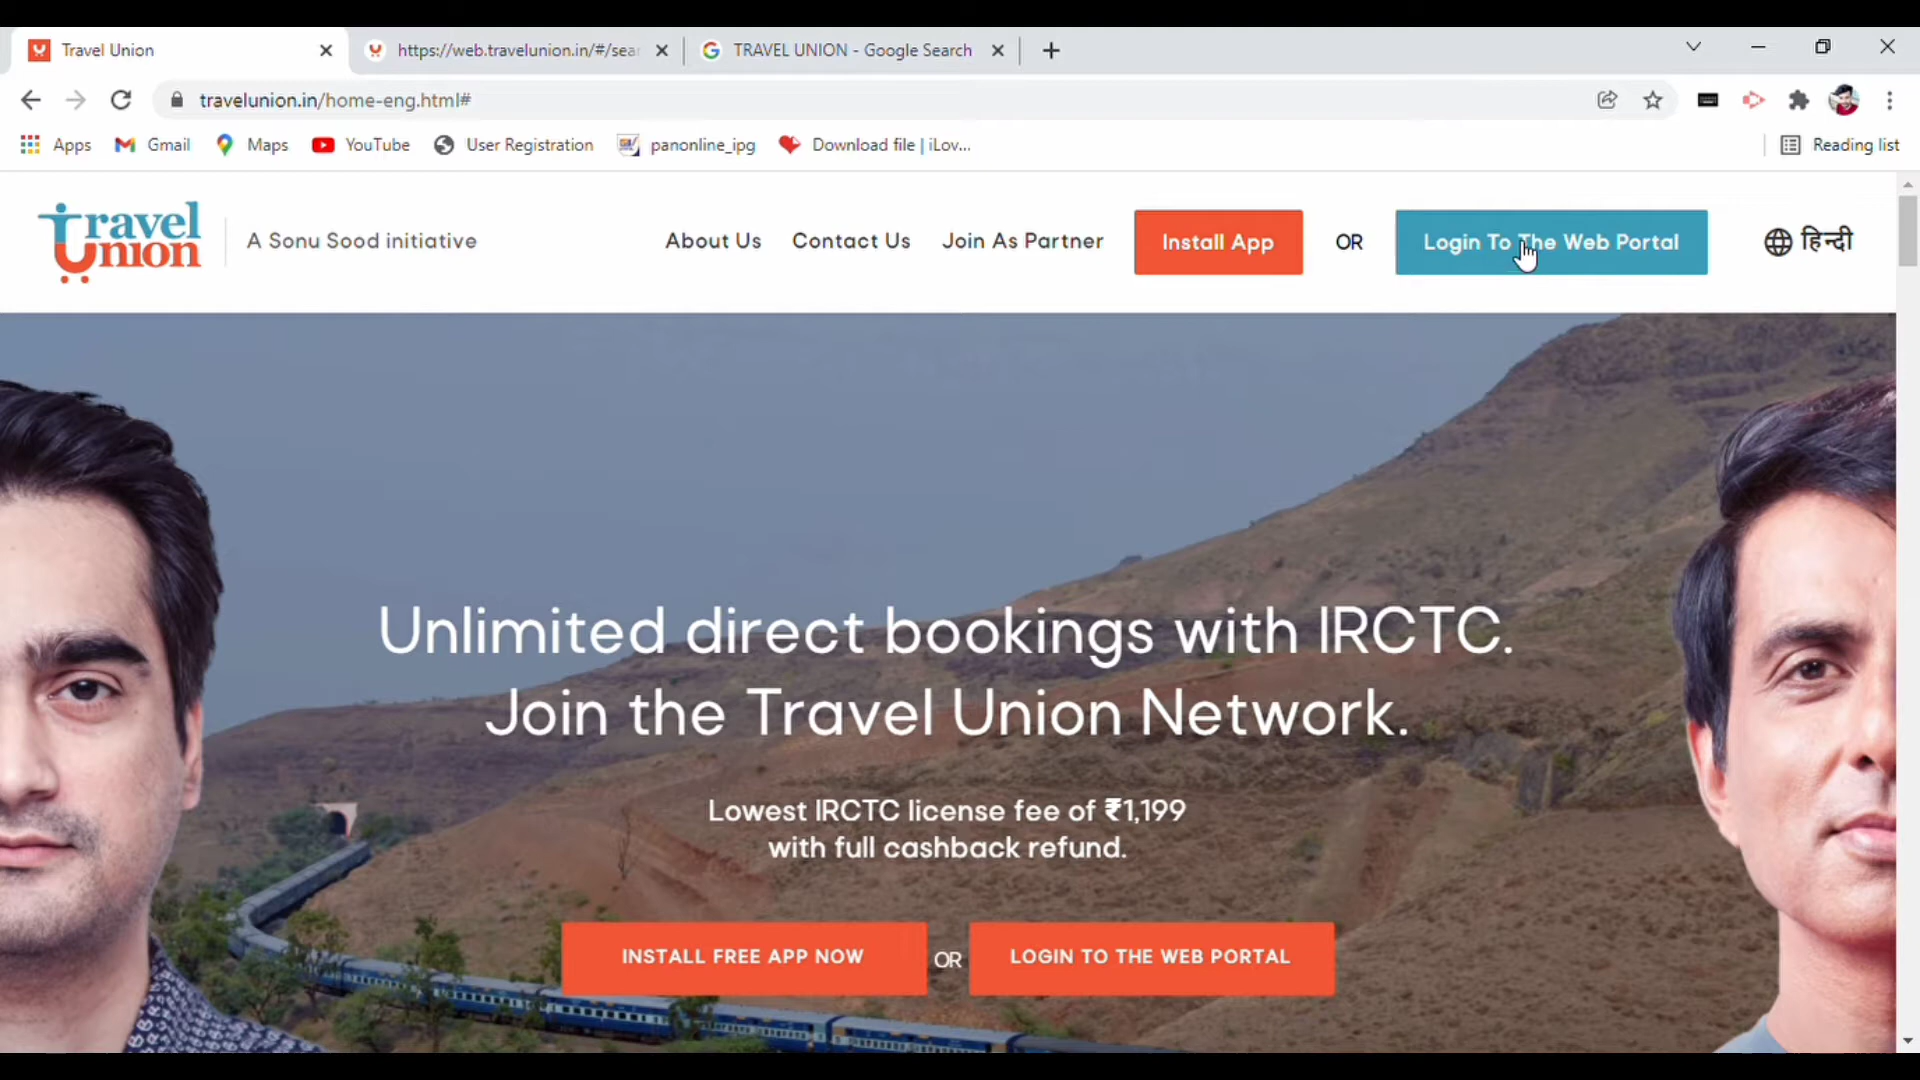 Travel Union
https://web.travelunion.in/#/sear
TRAVEL UNION - Google Search
travelunion.in/home-eng.html#
Apps
Gmail
Maps
YouTube
User Registration
panonline_ipg
Download file | iLov...
Reading list
Travel Union
A Sonu Sood initiative
About Us
Contact Us
Join As Partner
Install App
OR
Login To The Web Portal
हिन्दी
Unlimited direct bookings with IRCTC.
Join the Travel Union Network.
Lowest IRCTC license fee of ₹1,199
with full cashback refund.
INSTALL FREE APP NOW
OR
LOGIN TO THE WEB PORTAL